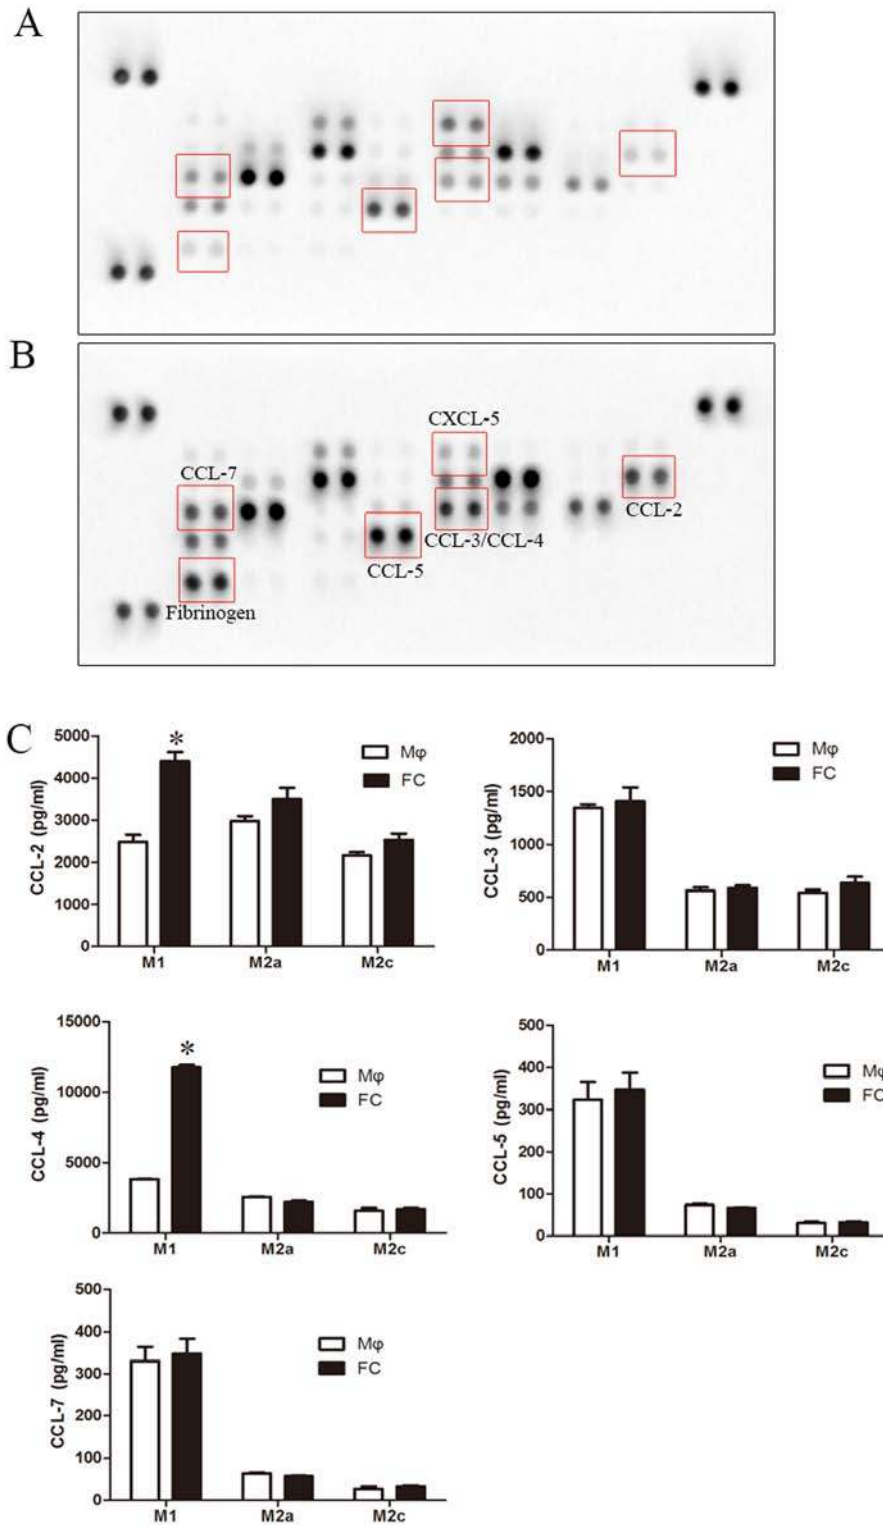 A
B
CXCL-5
CCL-7
CCL-2
CCL-3/CCL-4
CCL-5
Fibrinogen
C
5000
4000
3000
2000
1000
0
CCL-2 (pg/ml)
*
Mφ
FC
M1 M2a M2c
2000
1500
1000
500
0
CCL-3 (pg/ml)
Mφ
FC
M1 M2a M2c
15000
10000
5000
0
CCL-4 (pg/ml)
*
Mφ
FC
M1 M2a M2c
500
400
300
200
100
0
CCL-5 (pg/ml)
Mφ
FC
M1 M2a M2c
500
400
300
200
100
0
CCL-7 (pg/ml)
Mφ
FC
M1 M2a M2c